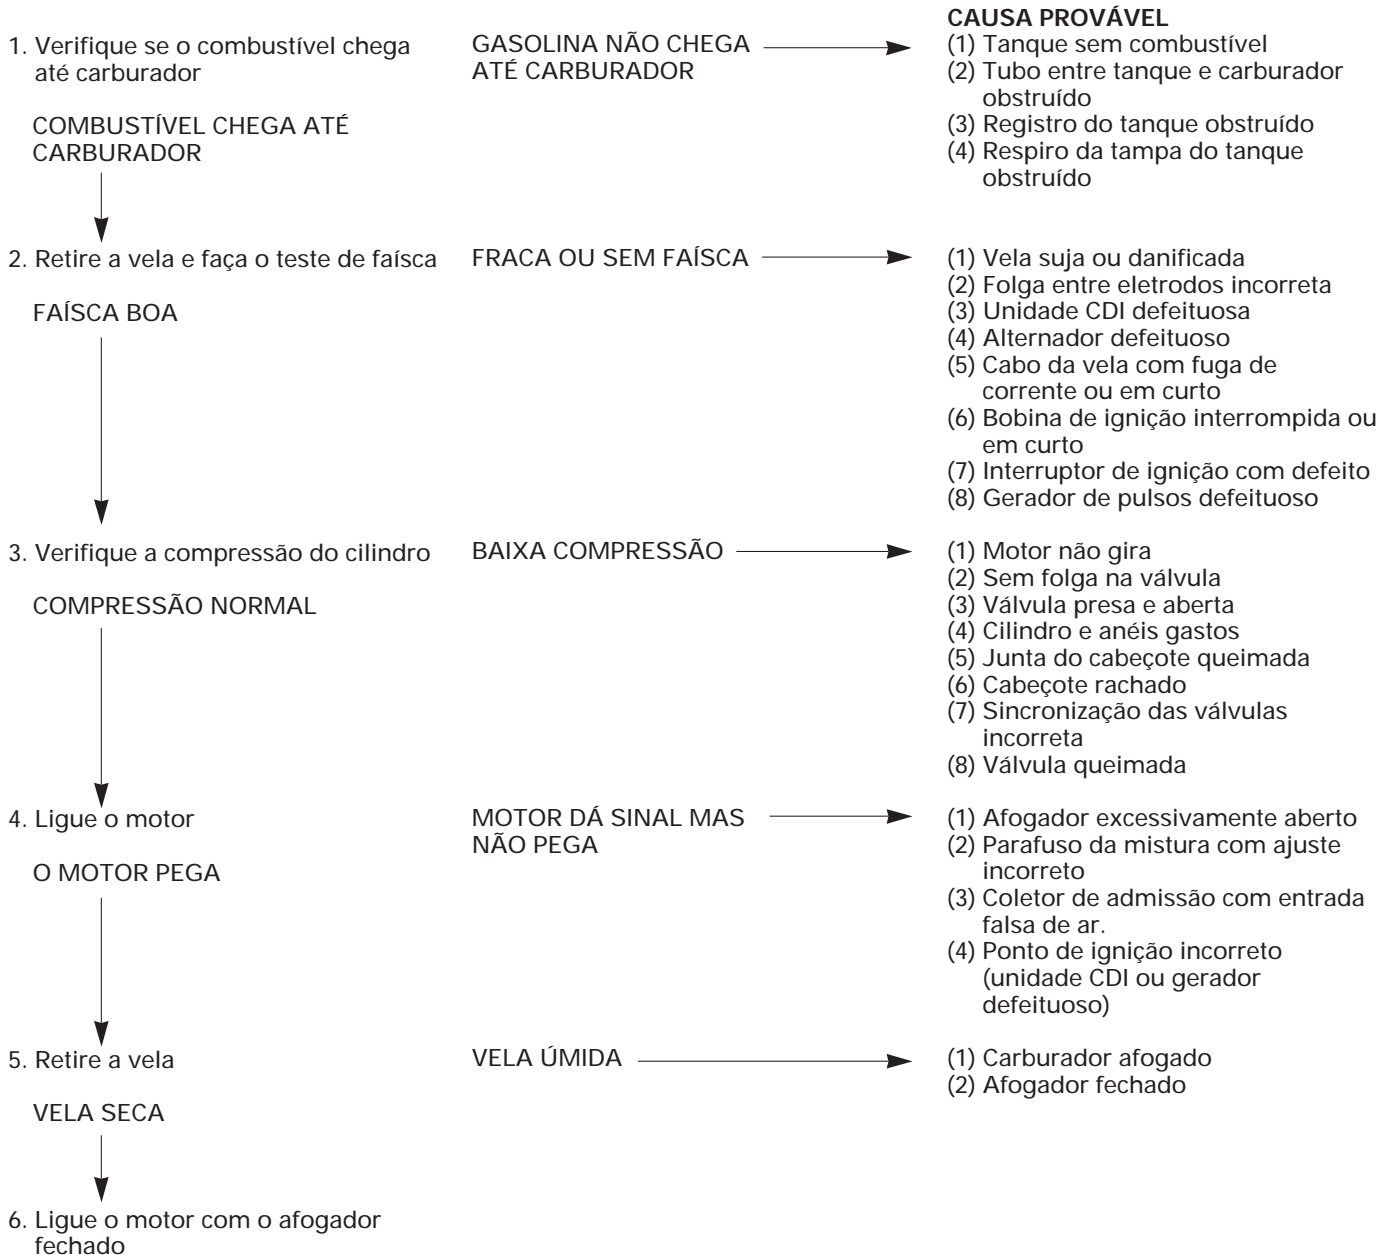 CAUSA PROVÁVEL
1. Verifique se o combustível chega
até carburador
COMBUSTÍVEL CHEGA ATÉ
CARBURADOR
GASOLINA NÃO CHEGA
ATÉ CARBURADOR
(1) Tanque sem combustível
(2) Tubo entre tanque e carburador
obstruído
(3) Registro do tanque obstruído
(4) Respiro da tampa do tanque
obstruído
2. Retire a vela e faça o teste de faísca
FAÍSCA BOA
FRACA OU SEM FAÍSCA
(1) Vela suja ou danificada
(2) Folga entre eletrodos incorreta
(3) Unidade CDI defeituosa
(4) Alternador defeituoso
(5) Cabo da vela com fuga de
corrente ou em curto
(6) Bobina de ignição interrompida ou
em curto
(7) Interruptor de ignição com defeito
(8) Gerador de pulsos defeituoso
3. Verifique a compressão do cilindro
COMPRESSÃO NORMAL
BAIXA COMPRESSÃO
(1) Motor não gira
(2) Sem folga na válvula
(3) Válvula presa e aberta
(4) Cilindro e anéis gastos
(5) Junta do cabeçote queimada
(6) Cabeçote rachado
(7) Sincronização das válvulas
incorreta
(8) Válvula queimada
4. Ligue o motor
O MOTOR PEGA
MOTOR DÁ SINAL MAS
NÃO PEGA
(1) Afogador excessivamente aberto
(2) Parafuso da mistura com ajuste
incorreto
(3) Coletor de admissão com entrada
falsa de ar.
(4) Ponto de ignição incorreto
(unidade CDI ou gerador
defeituoso)
5. Retire a vela
VELA SECA
VELA ÚMIDA
(1) Carburador afogado
(2) Afogador fechado
6. Ligue o motor com o afogador
fechado